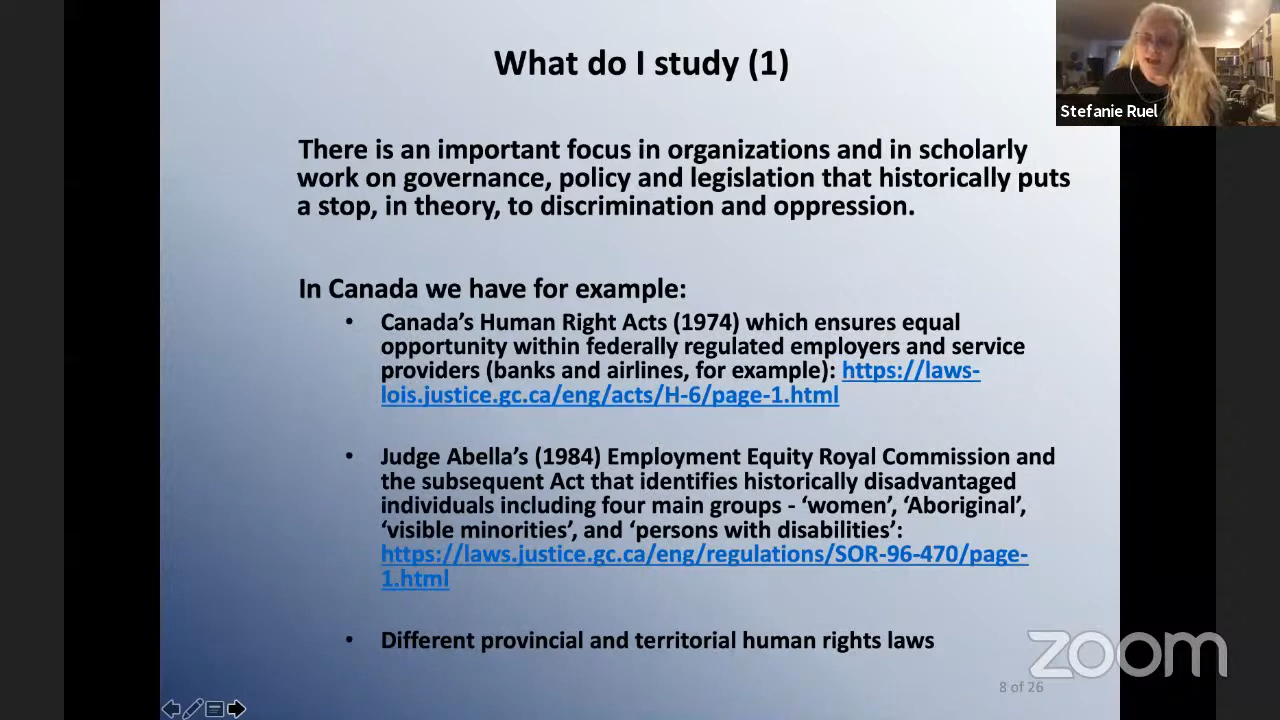 What do I study (1)
Stefanie Ruel
There is an important focus in organizations and in scholarly
work on governance, policy and legislation that historically puts
a stop, in theory, to discrimination and oppression.
In Canada we have for example:
• Canada’s Human Right Acts (1974) which ensures equal
opportunity within federally regulated employers and service
providers (banks and airlines, for example): https://laws-
lois.justice.gc.ca/eng/acts/H-6/page-1.html
• Judge Abella’s (1984) Employment Equity Royal Commission and
the subsequent Act that identifies historically disadvantaged
individuals including four main groups - ‘women’, ‘Aboriginal’,
‘visible minorities’, and ‘persons with disabilities’:
https://laws.justice.gc.ca/eng/regulations/SOR-96-470/page-
1.html
• Different provincial and territorial human rights laws
zoom
8 of 26